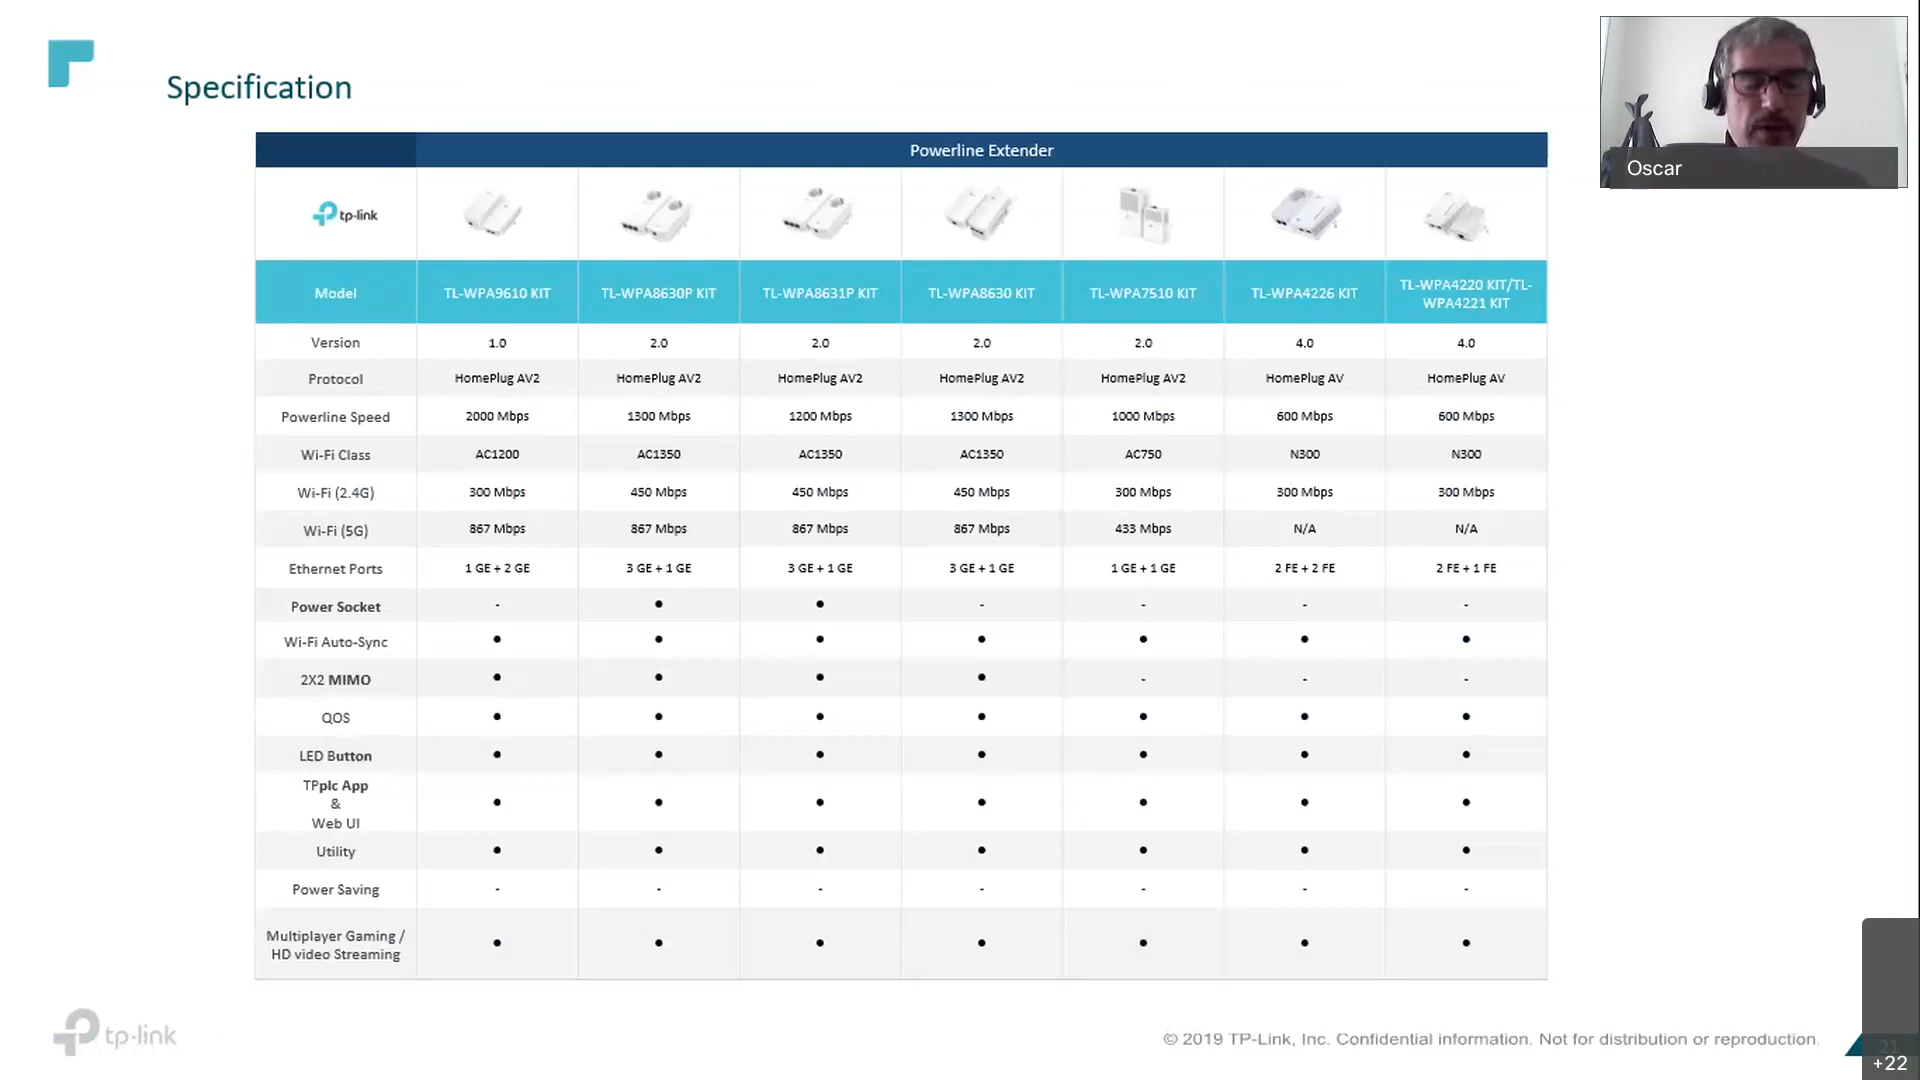 Specification
Oscar
Powerline Extender
tp-link
Model TL-WPA9610 KIT TL-WPA8630P KIT TL-WPA8631P KIT TL-WPA8630 KIT TL-WPA7510 KIT TL-WPA4226 KIT TL-WPA4220 KIT/TL-
WPA4221 KIT
Version 1.0 2.0 2.0 2.0 2.0 4.0 4.0
Protocol HomePlug AV2 HomePlug AV2 HomePlug AV2 HomePlug AV2 HomePlug AV2 HomePlug AV HomePlug AV
Powerline Speed 2000 Mbps 1300 Mbps 1200 Mbps 1300 Mbps 1000 Mbps 600 Mbps 600 Mbps
Wi-Fi Class AC1200 AC1350 AC1350 AC1350 AC750 N300 N300
Wi-Fi (2.4G) 300 Mbps 450 Mbps 450 Mbps 450 Mbps 300 Mbps 300 Mbps 300 Mbps
Wi-Fi (5G) 867 Mbps 867 Mbps 867 Mbps 867 Mbps 433 Mbps N/A N/A
Ethernet Ports 1 GE + 2 GE 3 GE + 1 GE 3 GE + 1 GE 3 GE + 1 GE 1 GE + 1 GE 2 FE + 2 FE 2 FE + 1 FE
Power Socket - • • - - - -
Wi-Fi Auto-Sync • • • • • • •
2X2 MIMO • • • • - - -
QOS • • • • • • •
LED Button • • • • • • •
TPplc App
&
Web UI • • • • • • •
Utility • • • • • • •
Power Saving - - - - - - -
Multiplayer Gaming /
HD video Streaming • • • • • • •
tp-link
© 2019 TP-Link, Inc. Confidential information. Not for distribution or reproduction.
21
+22